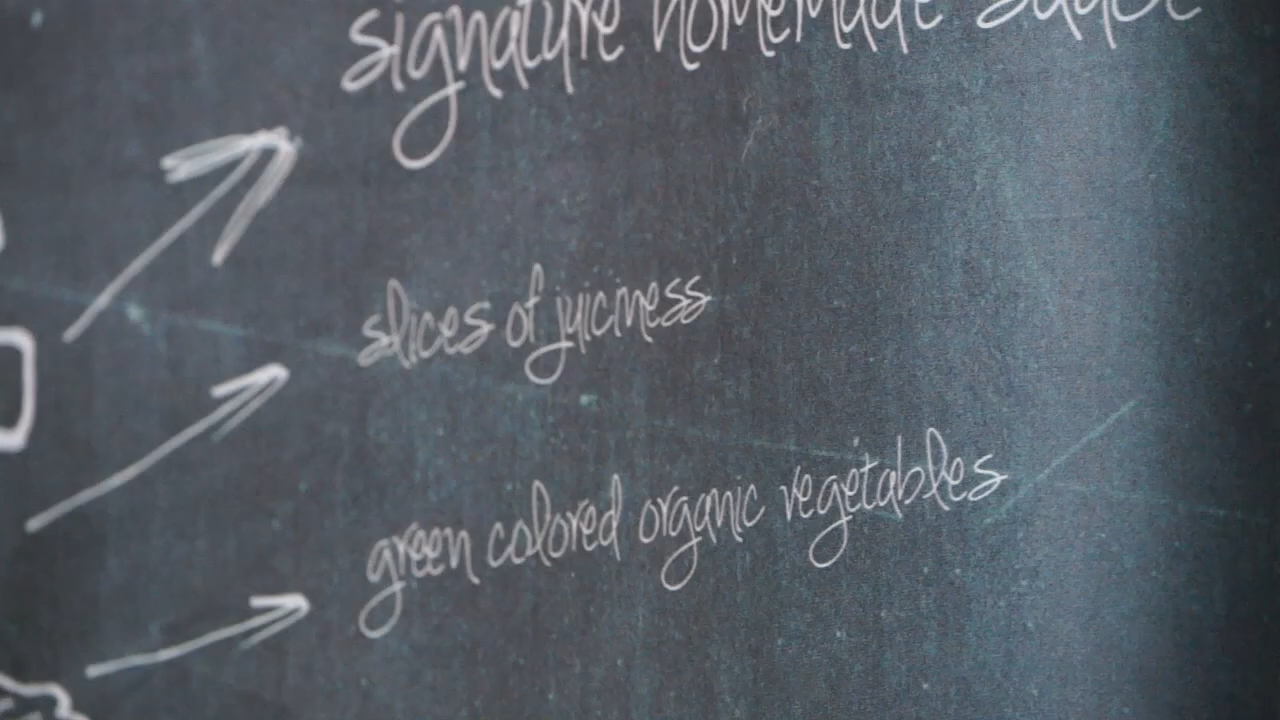 signature homemade sauce
slices of juiciness
green colored organic vegetables